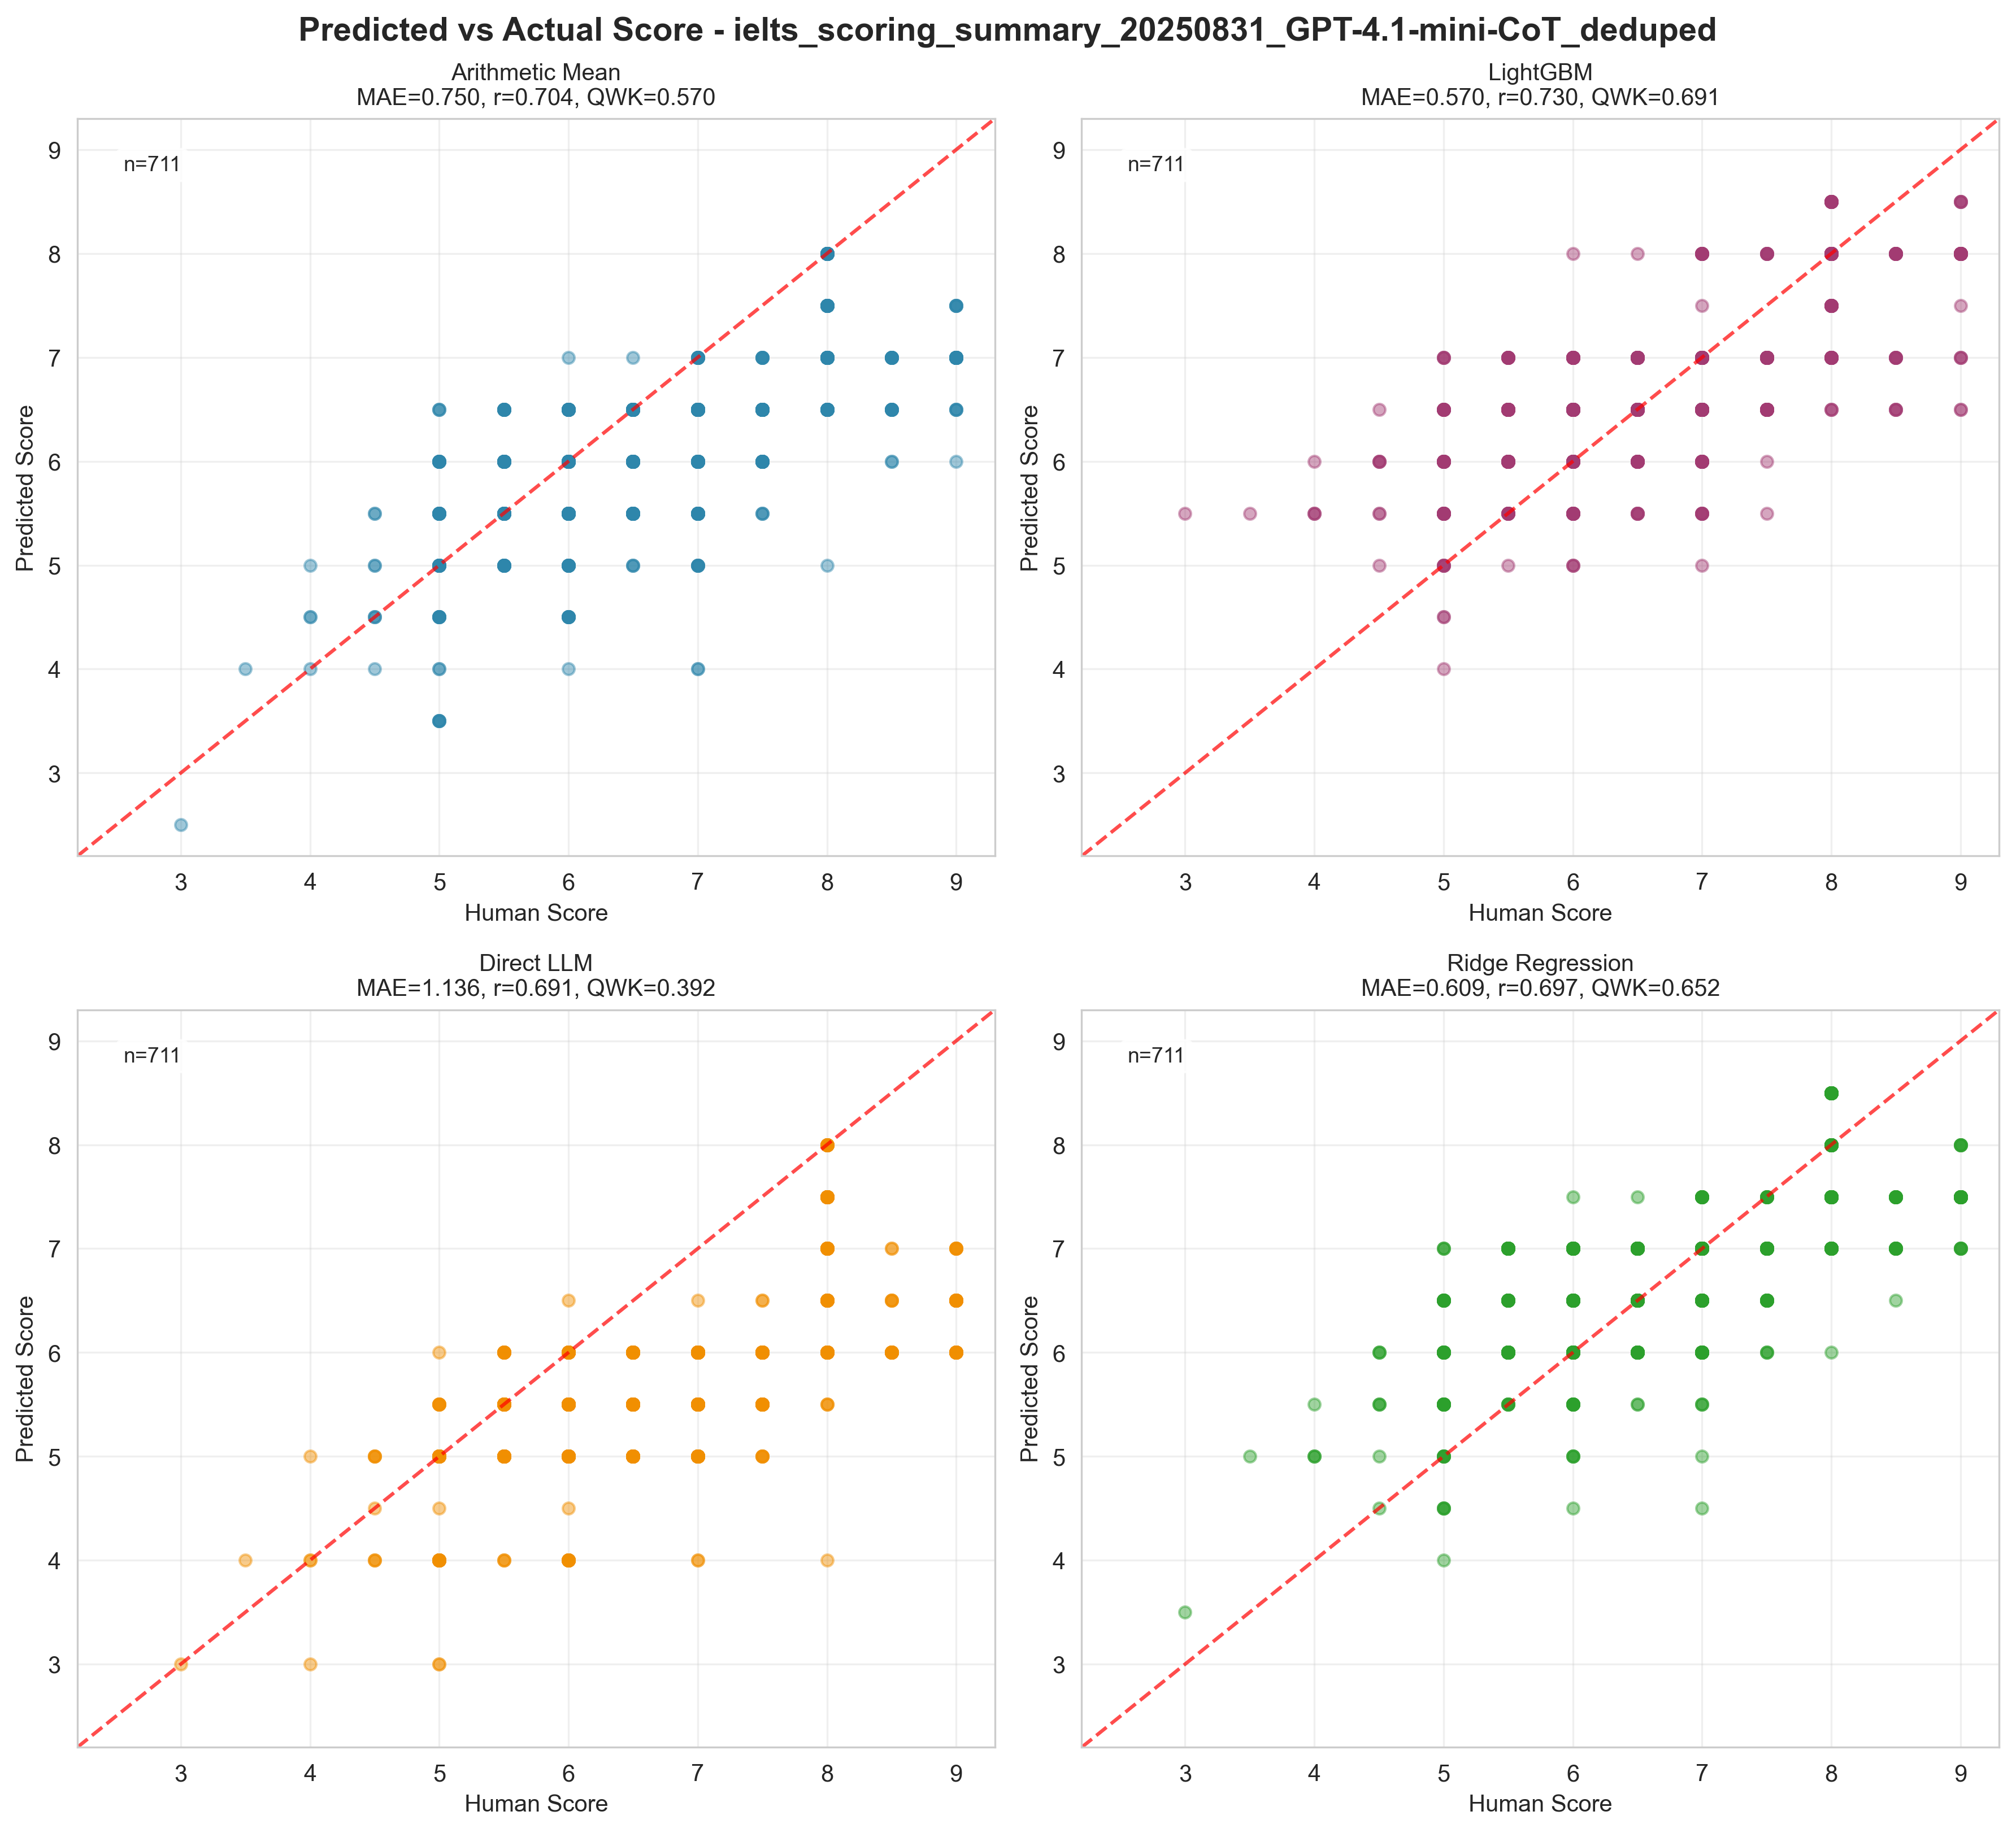 Predicted vs Actual Score - ielts_scoring_summary_20250831_GPT-4.1-mini-CoT_deduped
Arithmetic Mean
MAE=0.750, r=0.704, QWK=0.570
n=711
9
8
7
6
5
4
3
Predicted Score
3 4 5 6 7 8 9
Human Score
LightGBM
MAE=0.570, r=0.730, QWK=0.691
n=711
9
8
7
6
5
4
3
Predicted Score
3 4 5 6 7 8 9
Human Score
Direct LLM
MAE=1.136, r=0.691, QWK=0.392
n=711
9
8
7
6
5
4
3
Predicted Score
3 4 5 6 7 8 9
Human Score
Ridge Regression
MAE=0.609, r=0.697, QWK=0.652
n=711
9
8
7
6
5
4
3
Predicted Score
3 4 5 6 7 8 9
Human Score